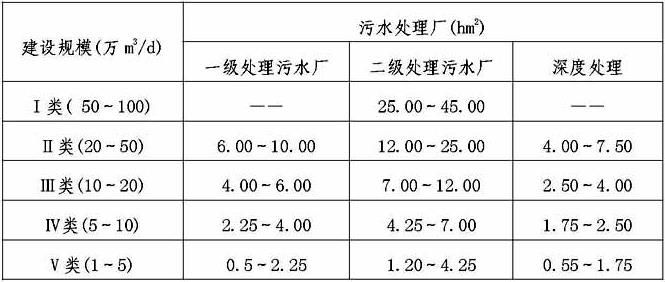 建设规模(万 m³/d) 污水处理厂(hm²)
一级处理污水厂 二级处理污水厂 深度处理
Ⅰ类( 50~100) —— 25.00~45.00 ——
Ⅱ类(20~50) 6.00~10.00 12.00~25.00 4.00~7.50
Ⅲ类(10~20) 4.00~6.00 7.00~12.00 2.50~4.00
Ⅳ类(5~10) 2.25~4.00 4.25~7.00 1.75~2.50
Ⅴ类(1~5) 0.5~2.25 1.20~4.25 0.55~1.75